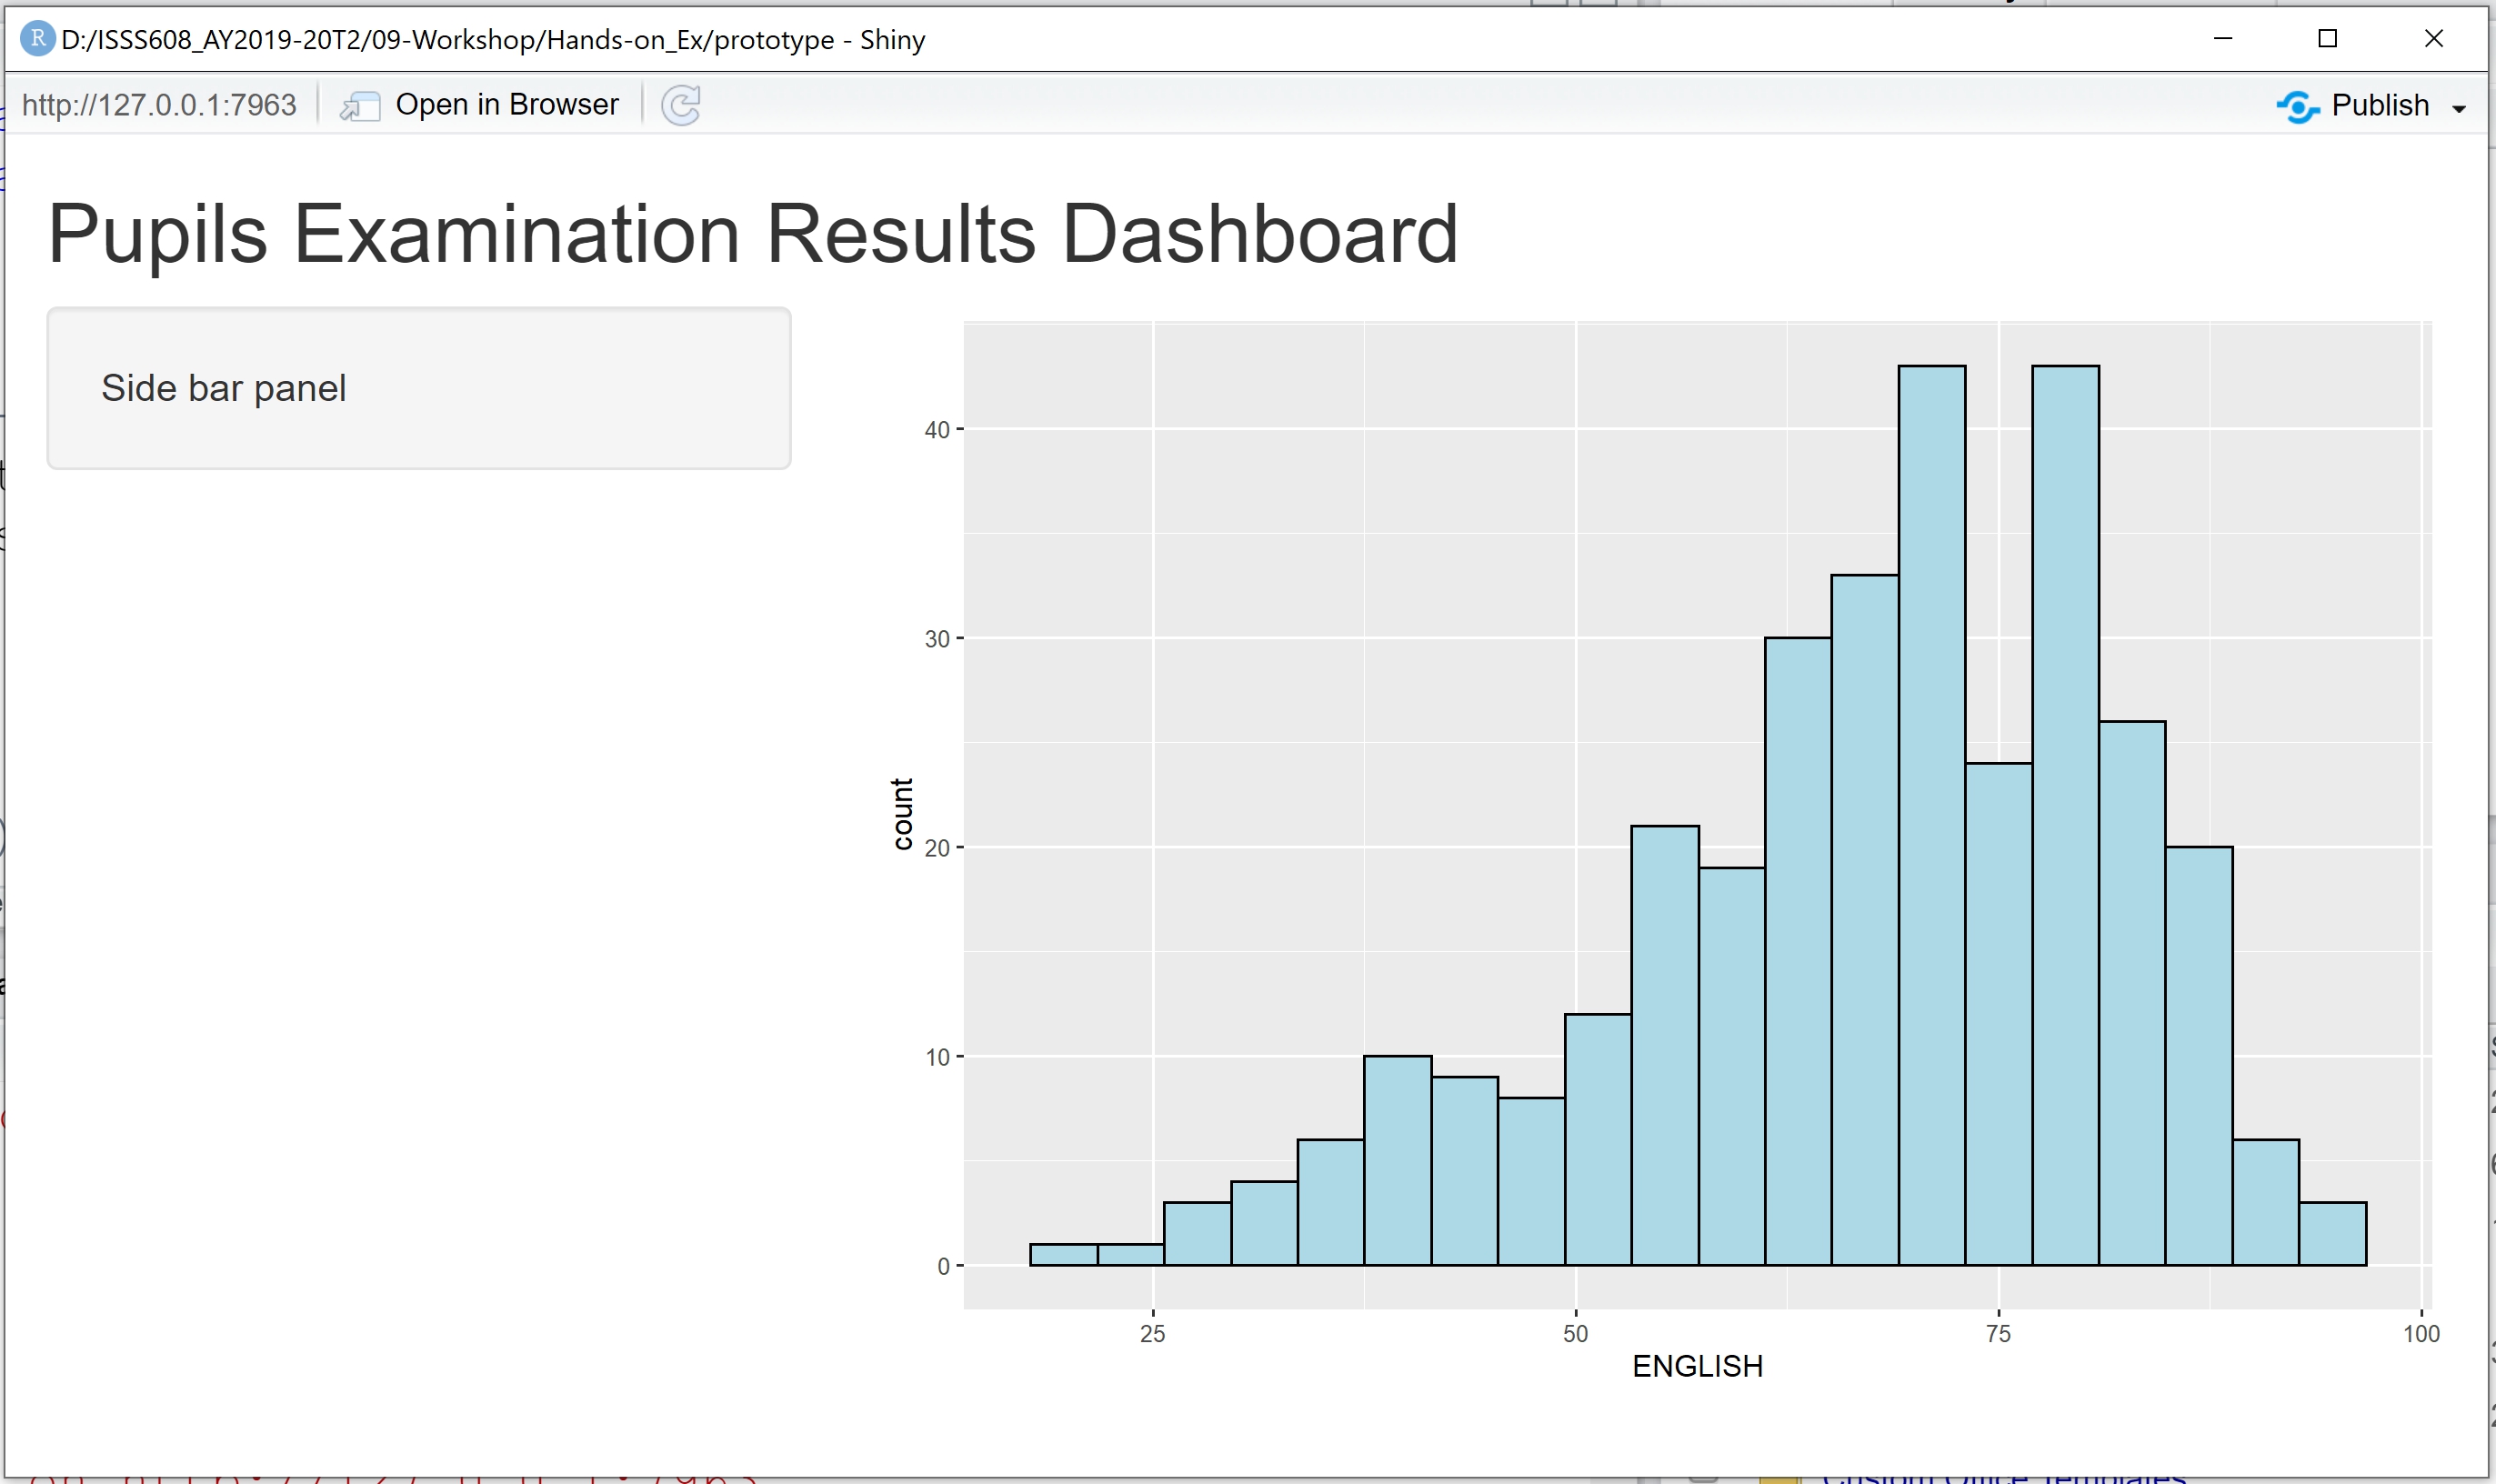 D:/ISSS608_AY2019-20T2/09-Workshop/Hands-on_Ex/prototype - Shiny
http://127.0.0.1:7963 Open in Browser Publish
Pupils Examination Results Dashboard
Side bar panel
40
30
20
10
0
count
25 50 75 100
ENGLISH